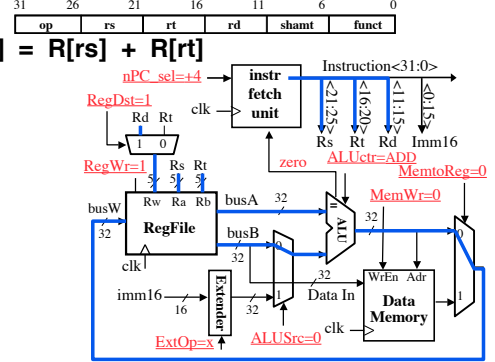 31 26 21 16 11 6 0
op rs rt rd shamt funct
] = R[rs] + R[rt]
nPC_sel=+4
instr fetch unit
Instruction<31:0>
RegDst=1
clk
<21:25>
<16:20>
<11:15>
<0:15>
Rd Rt
1 0
Rs Rt Rd Imm16
zero
ALUctr=ADD
RegWr=1
Rs Rt
5 5 5
MemtoReg=0
MemWr=0
busW
32
Rw Ra Rb
RegFile
busA
32
busB
32
=
ALU
32
0
clk
0
32
WrEn Adr
imm16
16
Extender
32
1
Data In
Data Memory
1
clk
ExtOp=x
ALUSrc=0